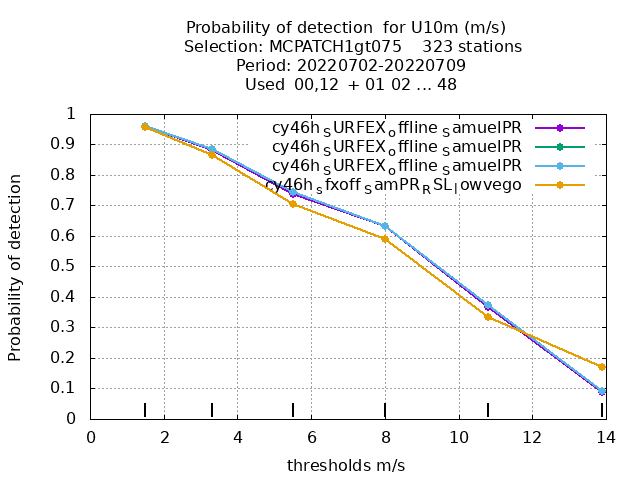 Probability of detection  for U10m (m/s)
Selection: MCPATCH1gt075    323 stations
Period: 20220702-20220709
Used  00,12  + 01 02 ... 48
cy46h_SURFEX_offline_SamuelPR
cy46h_SURFEX_offline_SamuelPR
cy46h_SURFEX_offline_SamuelPR
cy46h_sfxoff_SamPR_RSL_lowvego
Probability of detection
1
0.9
0.8
0.7
0.6
0.5
0.4
0.3
0.2
0.1
0
0 2 4 6 8 10 12 14
thresholds m/s